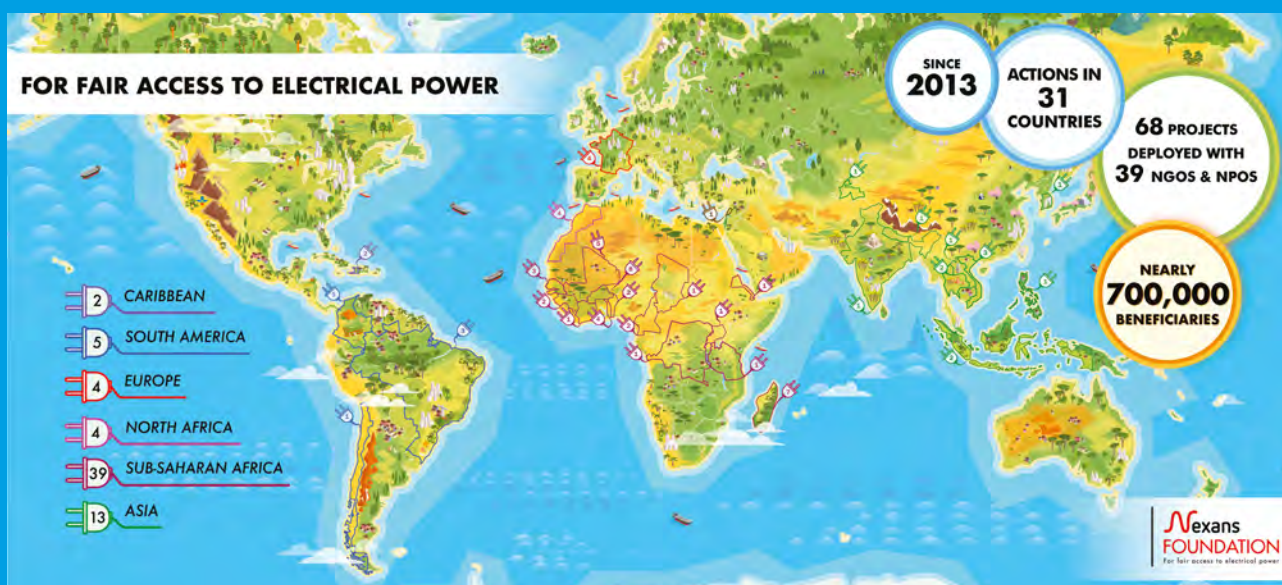 FOR FAIR ACCESS TO ELECTRICAL POWER
SINCE
2013
ACTIONS IN
31
COUNTRIES
68 PROJECTS
DEPLOYED WITH
39 NGOS & NPOS
NEARLY
700,000
BENEFICIARIES
2 CARIBBEAN
5 SOUTH AMERICA
4 EUROPE
4 NORTH AFRICA
39 SUB-SAHARAN AFRICA
13 ASIA
Nexans
FOUNDATION
For fair access to electrical power